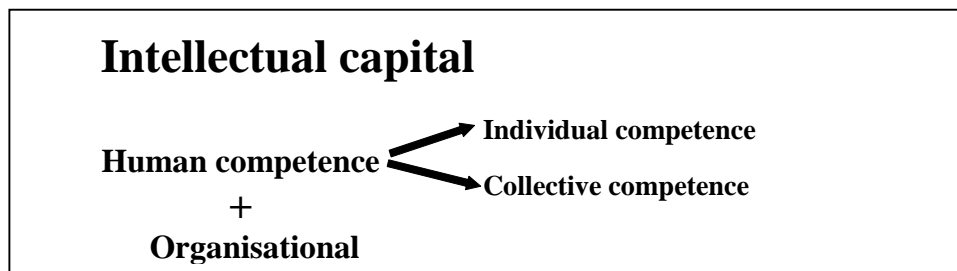 Intellectual capital
Individual competence
Human competence
Collective competence
+
Organisational